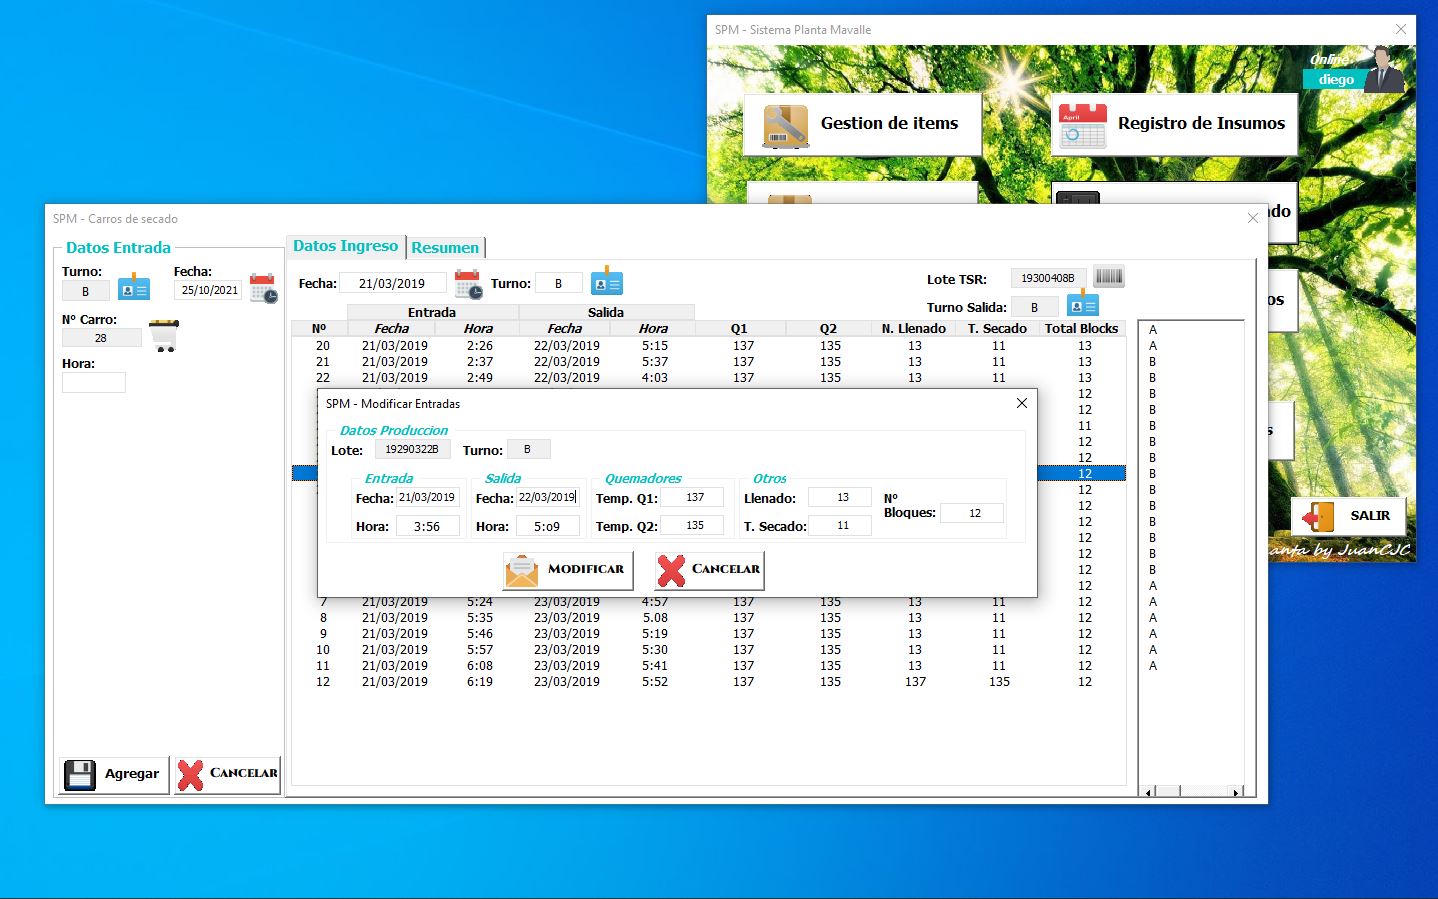 SPM - Sistema Planta Mavalle
Online
diego
Gestion de items
Registro de Insumos
do
os
s
SALIR
anta by JuanCJC
SPM - Carros de secado
Datos Entrada
Turno:
Fecha:
B
25/10/2021
Nº Carro:
28
Hora:
Agregar
Cancelar
Datos Ingreso
Resumen
Fecha: 21/03/2019 Turno: B
Lote TSR: 19300408B
Turno Salida: B
Entrada Salida
Nº Fecha Hora Fecha Hora Q1 Q2 N. Llenado T. Secado Total Blocks
A
20 21/03/2019 2:26 22/03/2019 5:15 137 135 13 11 13 A
21 21/03/2019 2:37 22/03/2019 5:37 137 135 13 11 13 B
22 21/03/2019 2:49 22/03/2019 4:03 137 135 13 11 13 B
12 B
12 B
11 B
12 B
12 B
12 B
12 B
12 B
12 B
12 B
12 B
12 B
12 A
7 21/03/2019 5:24 23/03/2019 4:57 137 135 13 11 12 A
8 21/03/2019 5:35 23/03/2019 5.08 137 135 13 11 12 A
9 21/03/2019 5:46 23/03/2019 5:19 137 135 13 11 12 A
10 21/03/2019 5:57 23/03/2019 5:30 137 135 13 11 12 A
11 21/03/2019 6:08 23/03/2019 5:41 137 135 13 11 12 A
12 21/03/2019 6:19 23/03/2019 5:52 137 135 137 135 12
SPM - Modificar Entradas
Datos Produccion
Lote: 19290322B Turno: B
Entrada
Fecha: 21/03/2019
Hora: 3:56
Salida
Fecha: 22/03/2019
Hora: 5:o9
Quemadores
Temp. Q1: 137
Temp. Q2: 135
Otros
Llenado: 13
T. Secado: 11
Nº
Bloques: 12
Modificar
Cancelar